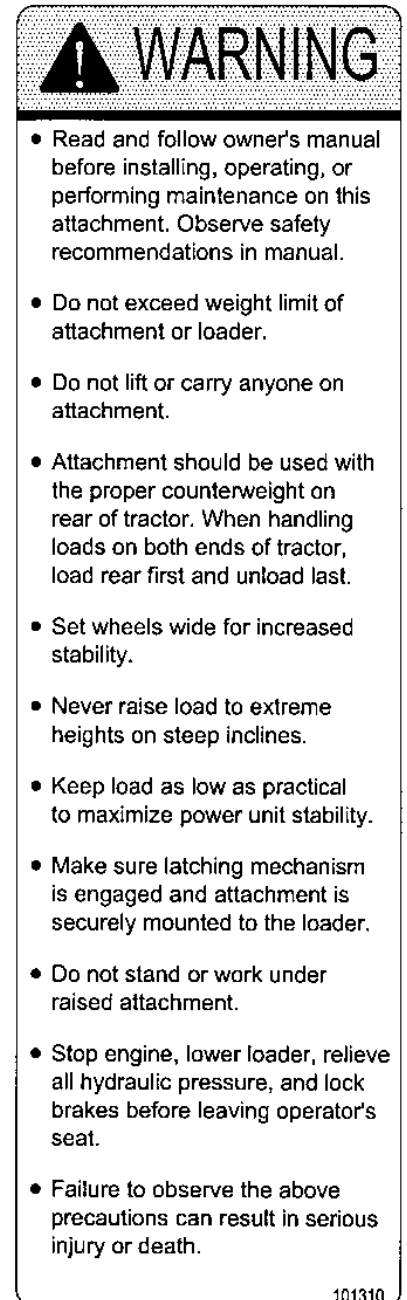 WARNING
• Read and follow owner's manual
before installing, operating, or
performing maintenance on this
attachment. Observe safety
recommendations in manual.
• Do not exceed weight limit of
attachment or loader.
• Do not lift or carry anyone on
attachment.
• Attachment should be used with
the proper counterweight on
rear of tractor. When handling
loads on both ends of tractor,
load rear first and unload last.
• Set wheels wide for increased
stability.
• Never raise load to extreme
heights on steep inclines.
• Keep load as low as practical
to maximize power unit stability.
• Make sure latching mechanism
is engaged and attachment is
securely mounted to the loader.
• Do not stand or work under
raised attachment.
• Stop engine, lower loader, relieve
all hydraulic pressure, and lock
brakes before leaving operator's
seat.
• Failure to observe the above
precautions can result in serious
injury or death.
101310